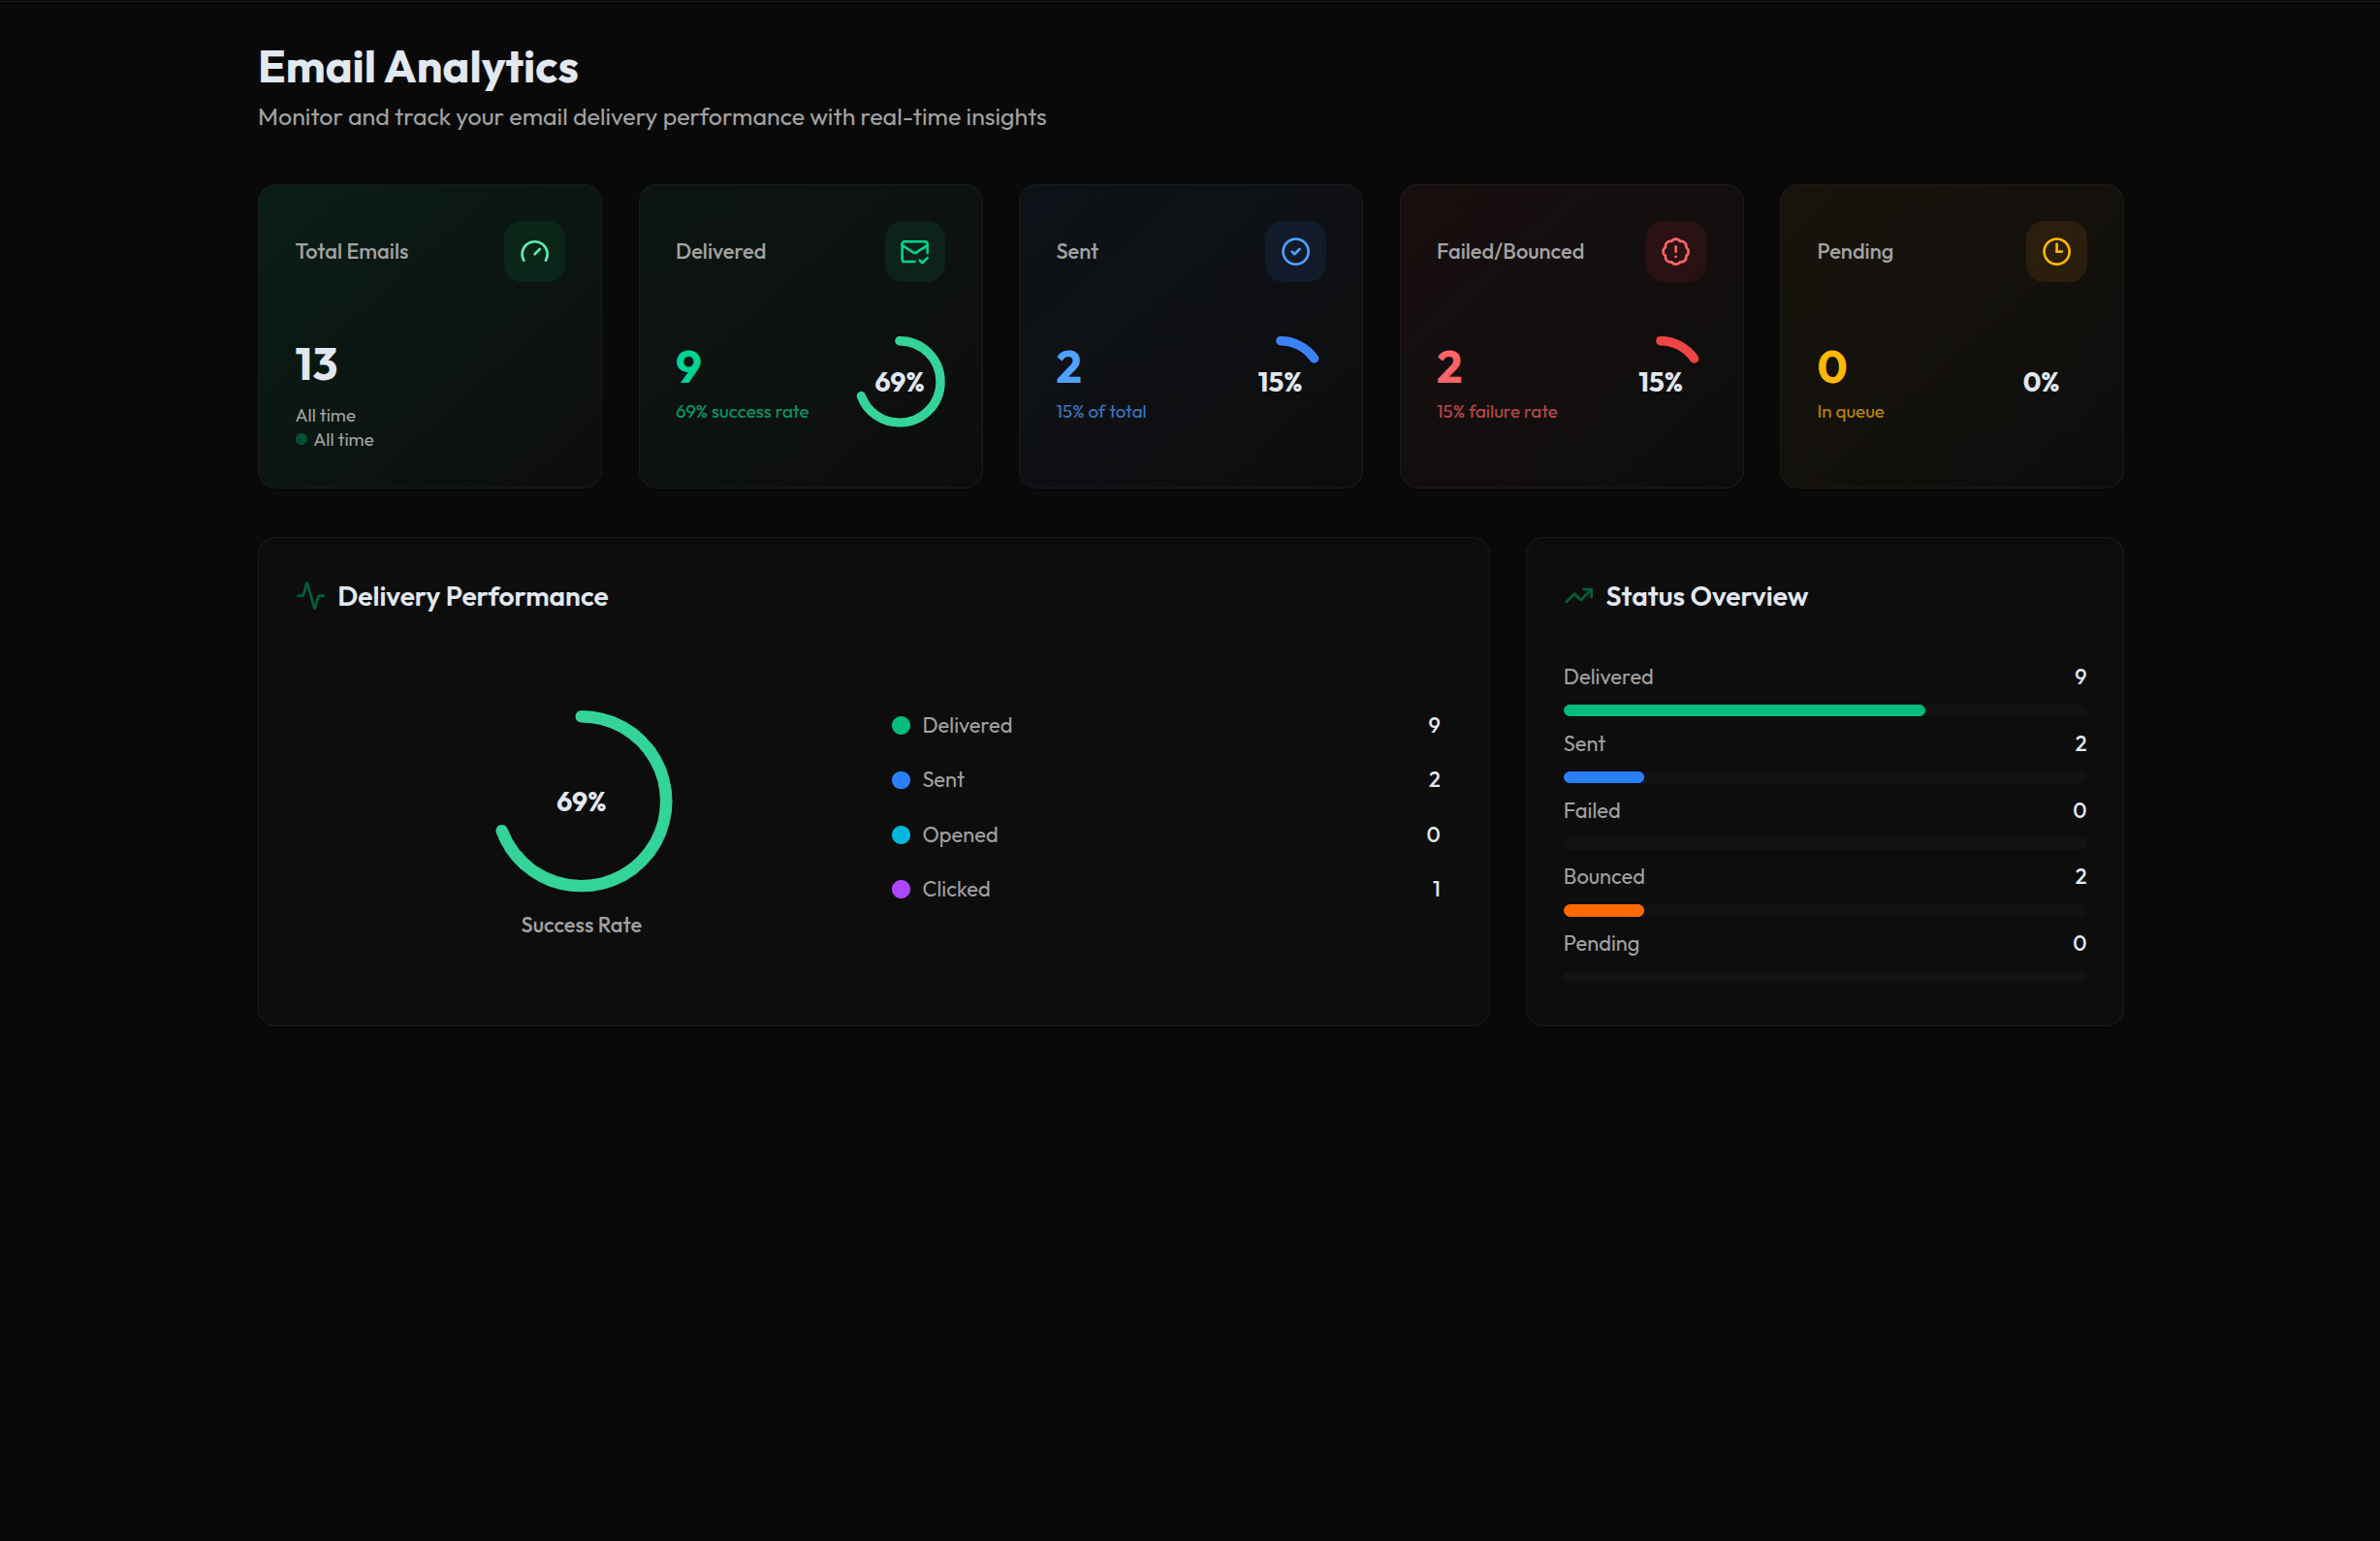 Email Analytics
Monitor and track your email delivery performance with real-time insights
Total Emails
13
All time
All time
Delivered
9
69% success rate
69%
Sent
2
15% of total
15%
Failed/Bounced
2
15% failure rate
15%
Pending
0
In queue
0%
Delivery Performance
69%
Success Rate
Delivered 9
Sent 2
Opened 0
Clicked 1
Status Overview
Delivered 9
Sent 2
Failed 0
Bounced 2
Pending 0